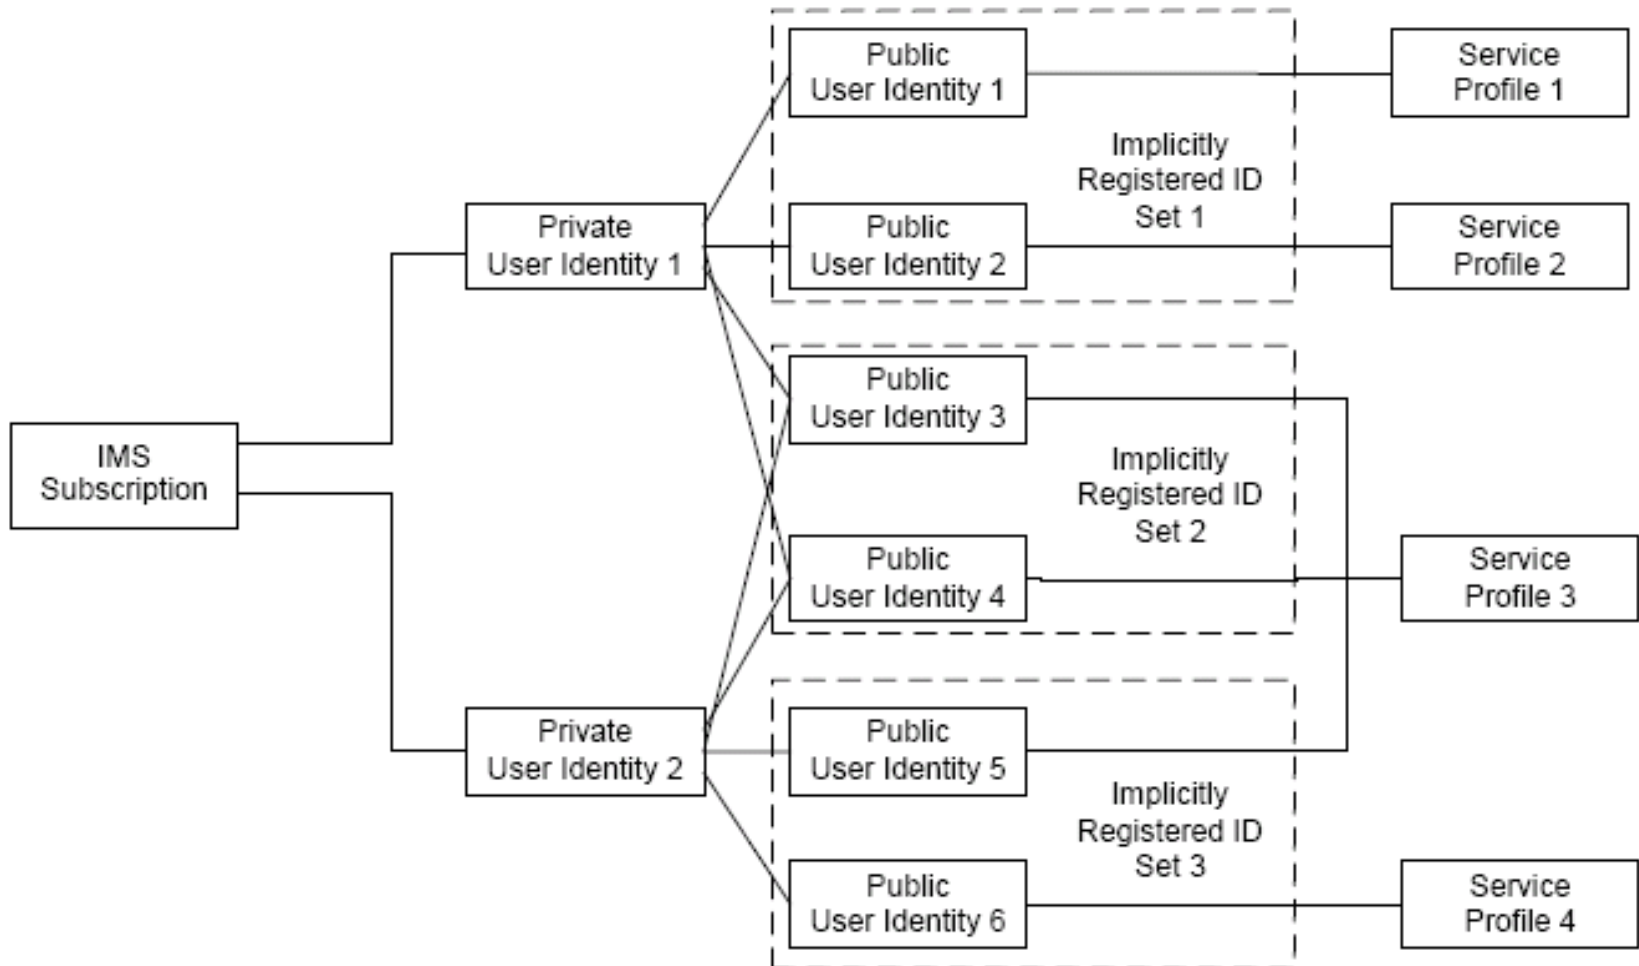 Public
User Identity 1
Service
Profile 1
Implicitly
Registered ID
Set 1
Private
User Identity 1
Public
User Identity 2
Service
Profile 2
Public
User Identity 3
IMS
Subscription
Implicitly
Registered ID
Set 2
Public
User Identity 4
Service
Profile 3
Private
User Identity 2
Public
User Identity 5
Implicitly
Registered ID
Set 3
Public
User Identity 6
Service
Profile 4